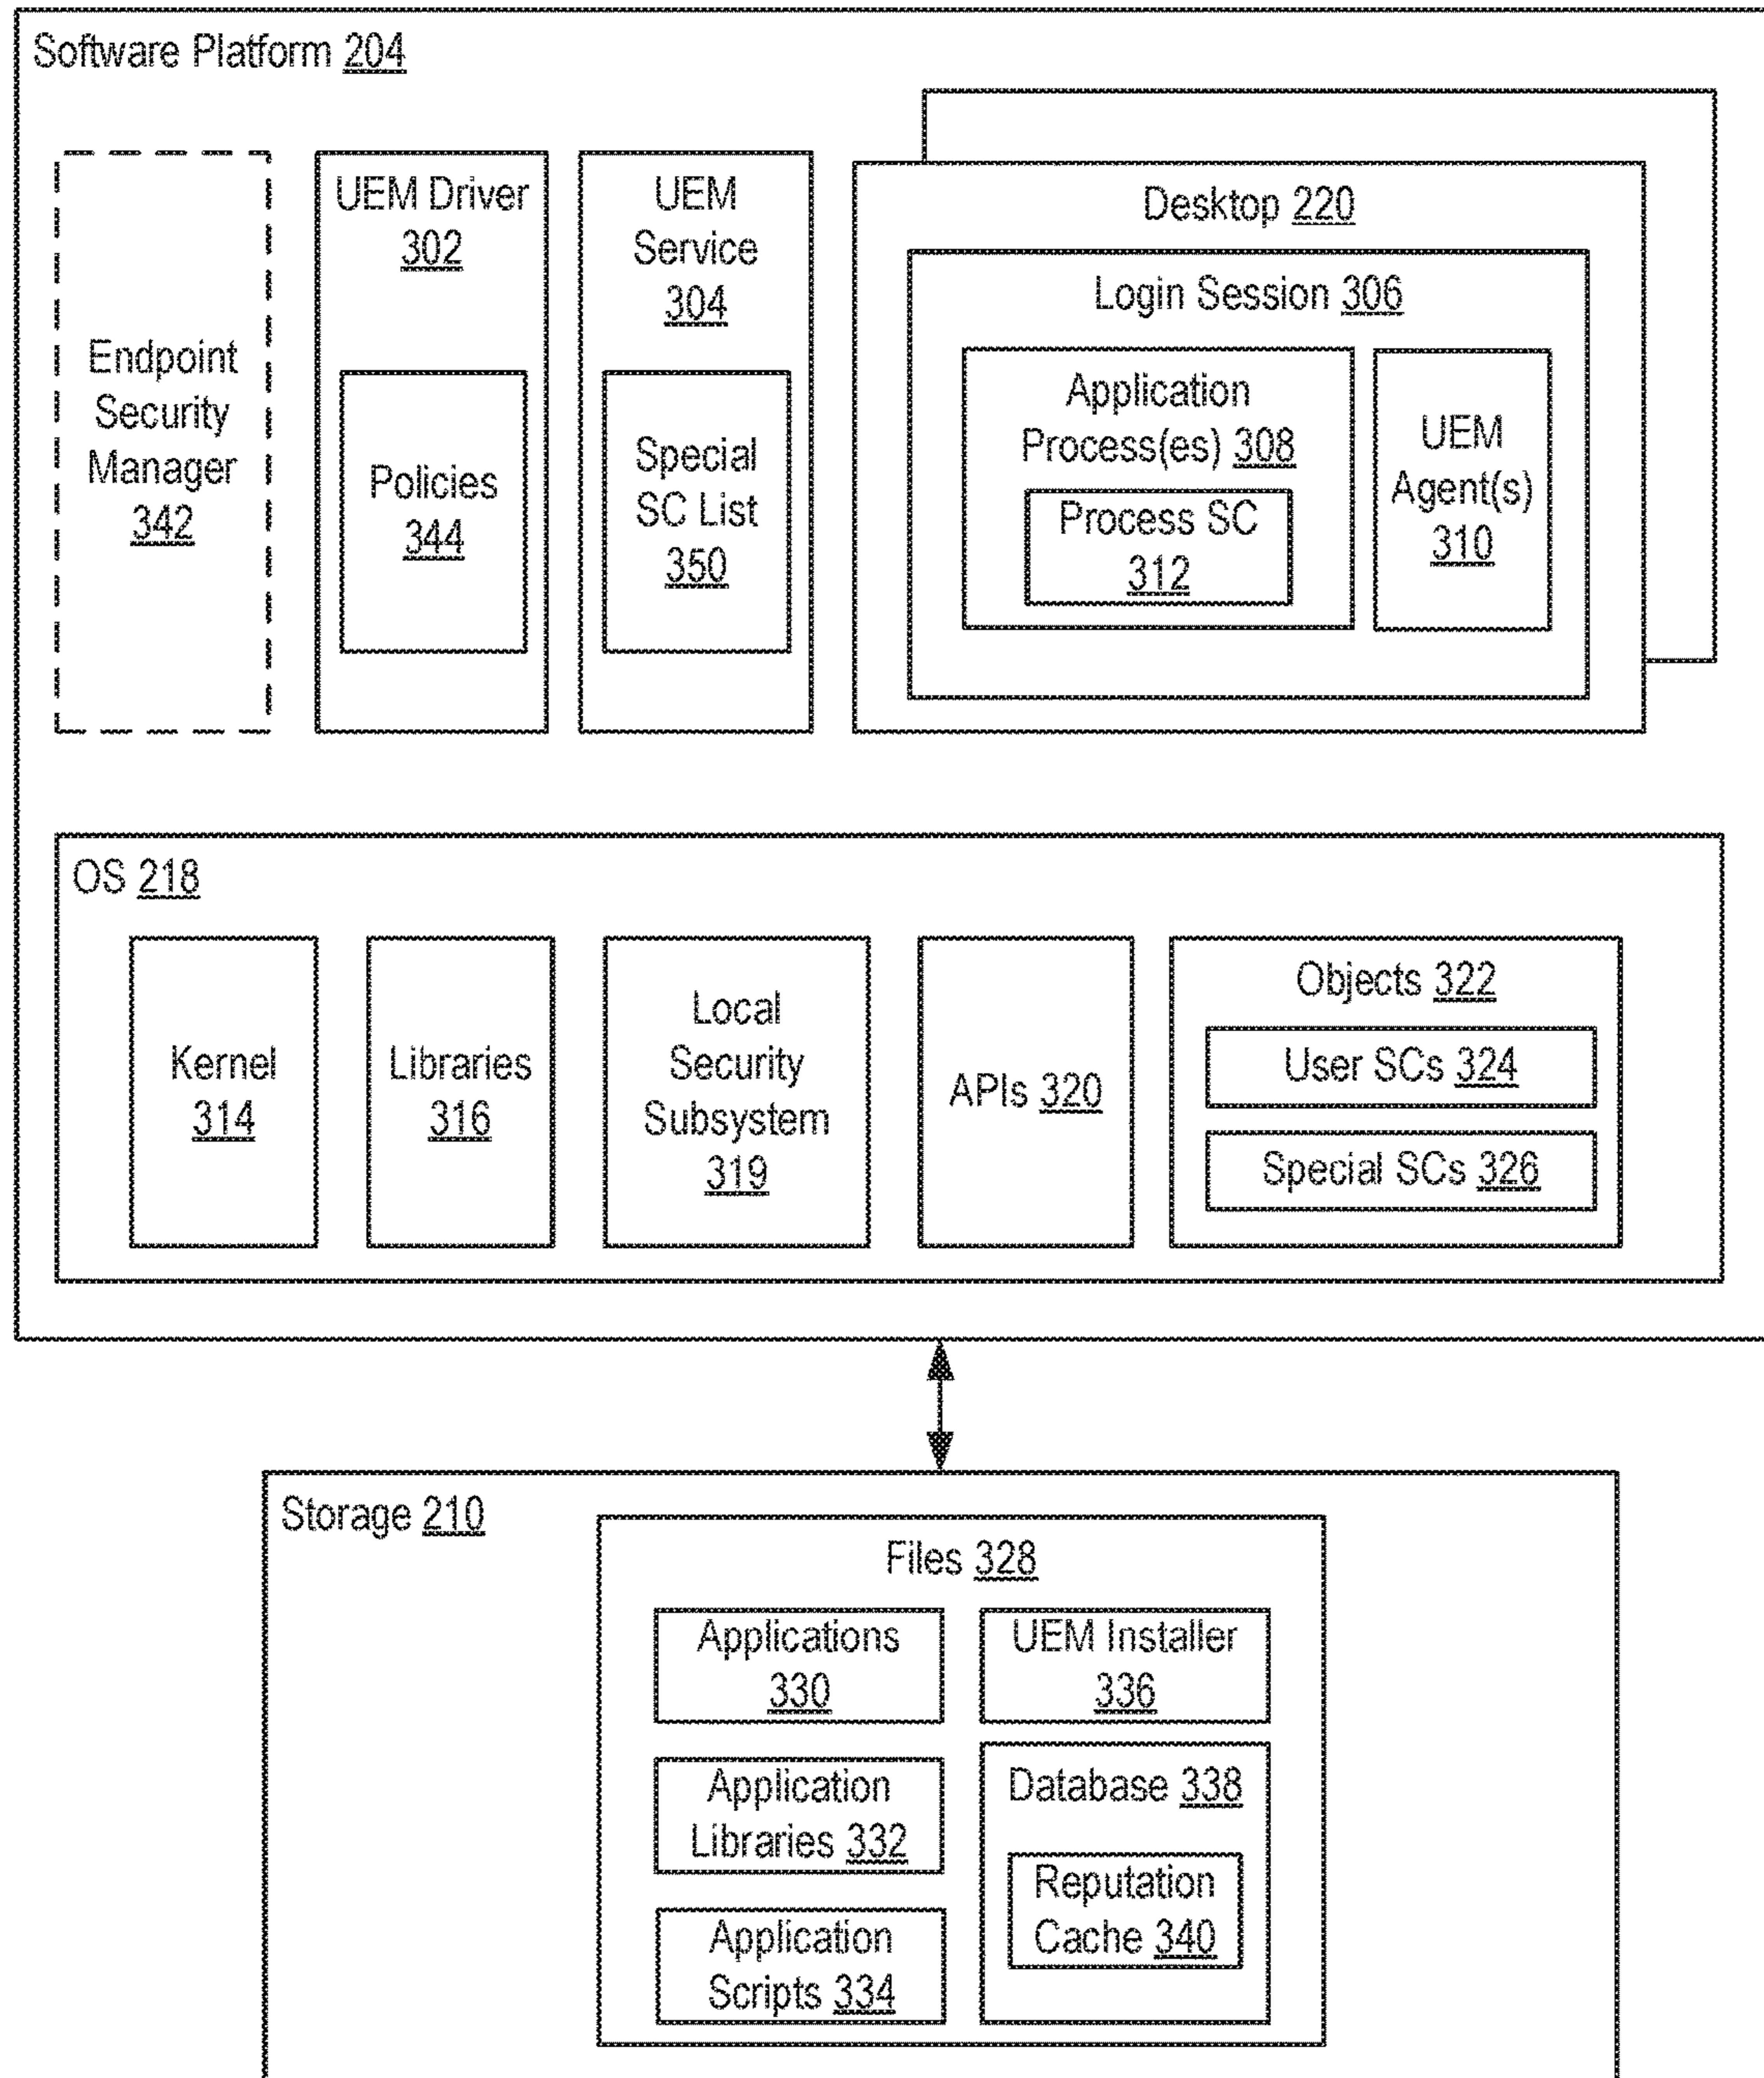 Software Platform 204
Endpoint
Security
Manager
342
UEM Driver
302
Policies
344
UEM
Service
304
Special
SC List
350
Desktop 220
Login Session 306
Application
Process(es) 308
Process SC
312
UEM
Agent(s)
310
OS 218
Kernel
314
Libraries
316
Local
Security
Subsystem
319
APIs 320
Objects 322
User SCs 324
Special SCs 326
Storage 210
Files 328
Applications
330
UEM Installer
336
Application
Libraries 332
Database 338
Reputation
Cache 340
Application
Scripts 334